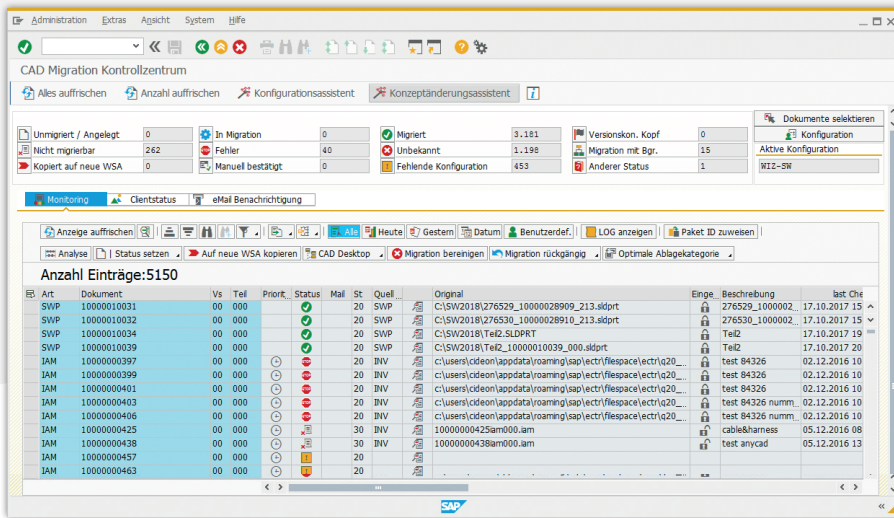 Administration Extras Ansicht System Hilfe
CAD Migration Kontrollzentrum
Alles auffrischen Anzahl auffrischen Konfigurationsassistent Konzeptänderungsassistent
Dokumente selektieren
Unmigriert / Angelegt 0 In Migration 0 Migriert 3.181 Versionskon. Kopf 0 Konfiguration
Nicht migrierbar 262 Fehler 40 Unbekannt 1.198 Migration mit Bgr. 15 Aktive Konfiguration
Kopiert auf neue WSA 0 Manuell bestätigt 0 Fehlende Konfiguration 453 Anderer Status 1 WIZ-SW
Monitoring Clientstatus eMail Benachrichtigung
Anzeige auffrischen Alle Heute Gestern Datum Benutzerdef. LOG anzeigen Paket ID zuweisen
Analyse Status setzen Auf neue WSA kopieren CAD Desktop Migration bereinigen Migration rückgängig Optimale Ablagekategorie
Anzahl Einträge:5150
Art Dokument Vs Teil Priorit... Status Mail St Quell... Original Einge... Beschreibung last Che
SWP 10000010031 00 000 20 SWP C:\SW2018\276529_10000028909_213.sldprt 276529_1000002... 17.10.2017 15
SWP 10000010032 00 000 20 SWP C:\SW2018\276530_10000028910_213.sldprt 276530_1000002... 17.10.2017 15
SWP 10000010034 00 000 20 SWP C:\SW2018\Teil2.SLDPRT Teil2 17.10.2017 19
SWP 10000010039 00 000 20 SWP C:\SW2018\Teil2_10000010039_000.sldprt Teil2 17.10.2017 20
IAM 10000000397 00 000 20 INV c:\users\cideon\appdata\roaming\sap\ectr\filespace\ectr\q20_... test 84326 02.12.2016 10
IAM 10000000399 00 000 20 INV c:\users\cideon\appdata\roaming\sap\ectr\filespace\ectr\q20_... test 84326 02.12.2016 10
IAM 10000000401 00 000 20 INV c:\users\cideon\appdata\roaming\sap\ectr\filespace\ectr\q20_... test 84326 02.12.2016 10
IAM 10000000403 00 000 20 INV c:\users\cideon\appdata\roaming\sap\ectr\filespace\ectr\q20_... test 84326 numm... 02.12.2016 10
IAM 10000000406 00 000 20 INV c:\users\cideon\appdata\roaming\sap\ectr\filespace\ectr\q20_... test 84326 numm... 02.12.2016 10
IAM 10000000425 00 000 30 INV 10000000425iam000.iam cable&harness 05.12.2016 08
IAM 10000000438 00 000 30 INV 10000000438iam000.iam test anycad 05.12.2016 13
IAM 10000000457 00 000 20
IAM 10000000463 00 000 20
SAP